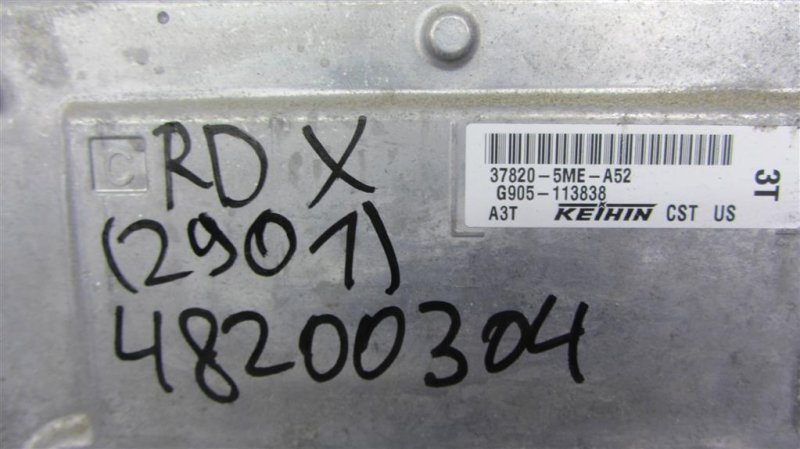 C RD X
(2901)
48200304
37820-5ME-A52
G905-113838
A3T KEIHIN CST US
3T